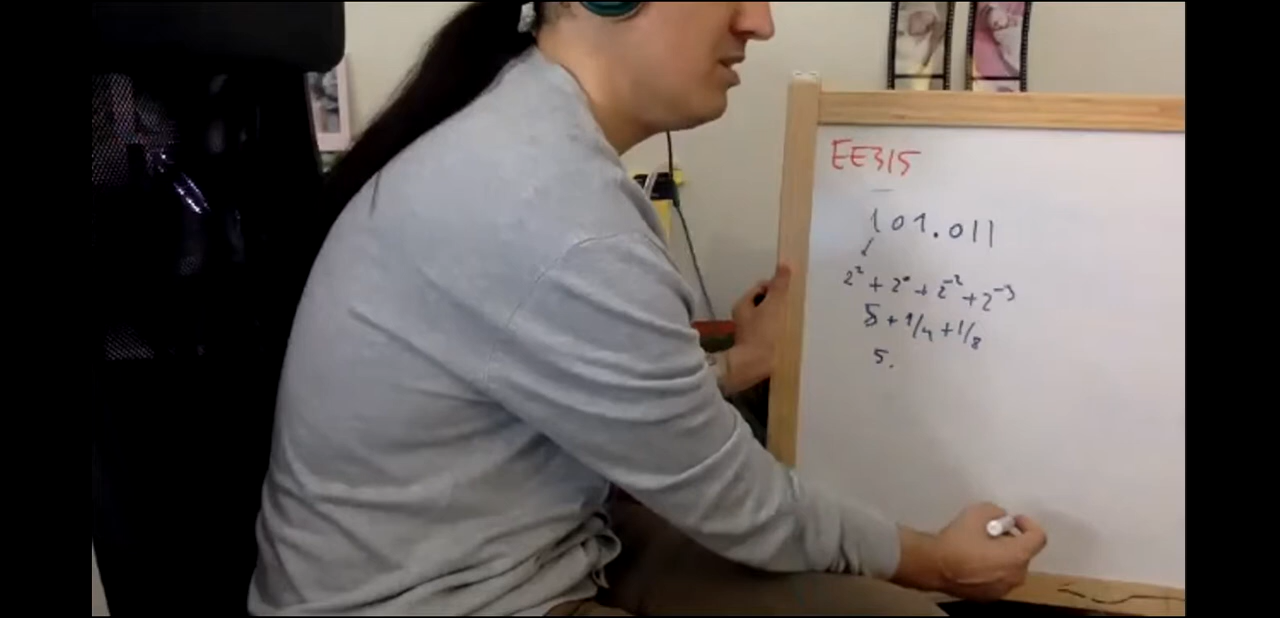 EE315
101.011
2² + 2⁰ + 2⁻² + 2⁻³
5 + 1/4 + 1/8
5.